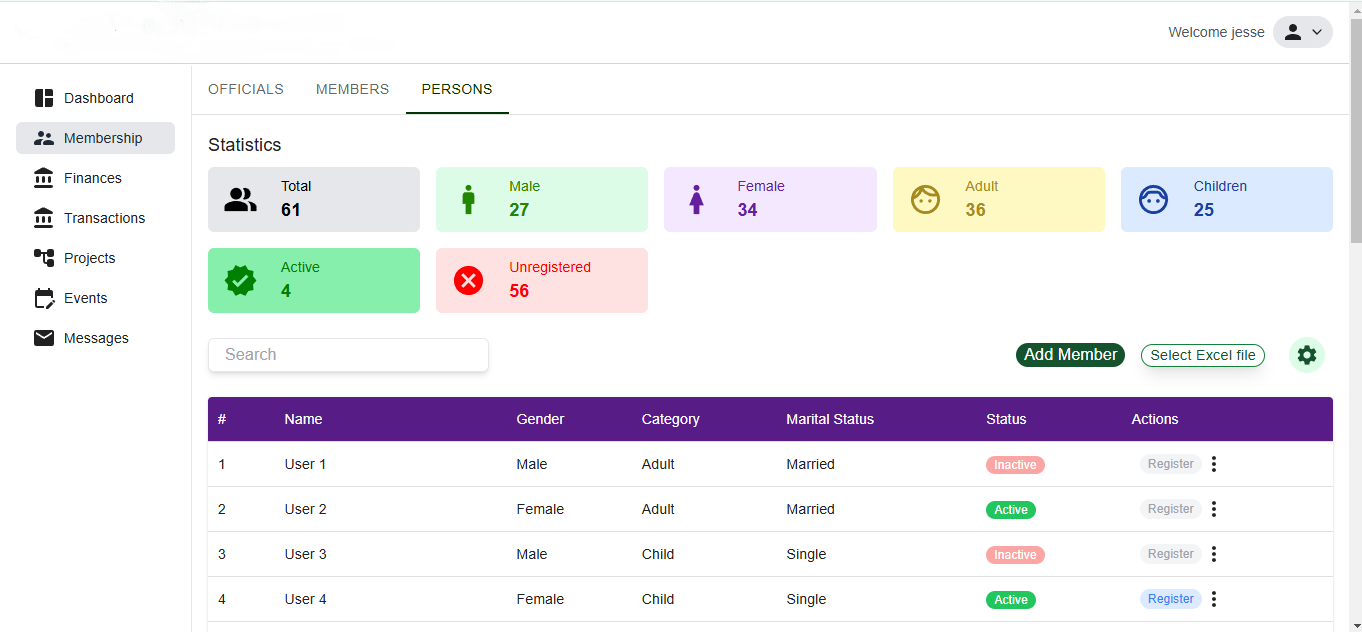 Welcome jesse
Dashboard
Membership
Finances
Transactions
Projects
Events
Messages
OFFICIALS MEMBERS PERSONS
Statistics
Total
61
Male
27
Female
34
Adult
36
Children
25
Active
4
Unregistered
56
Search
Add Member
Select Excel file
# Name Gender Category Marital Status Status Actions
1 User 1 Male Adult Married Inactive Register
2 User 2 Female Adult Married Active Register
3 User 3 Male Child Single Inactive Register
4 User 4 Female Child Single Active Register